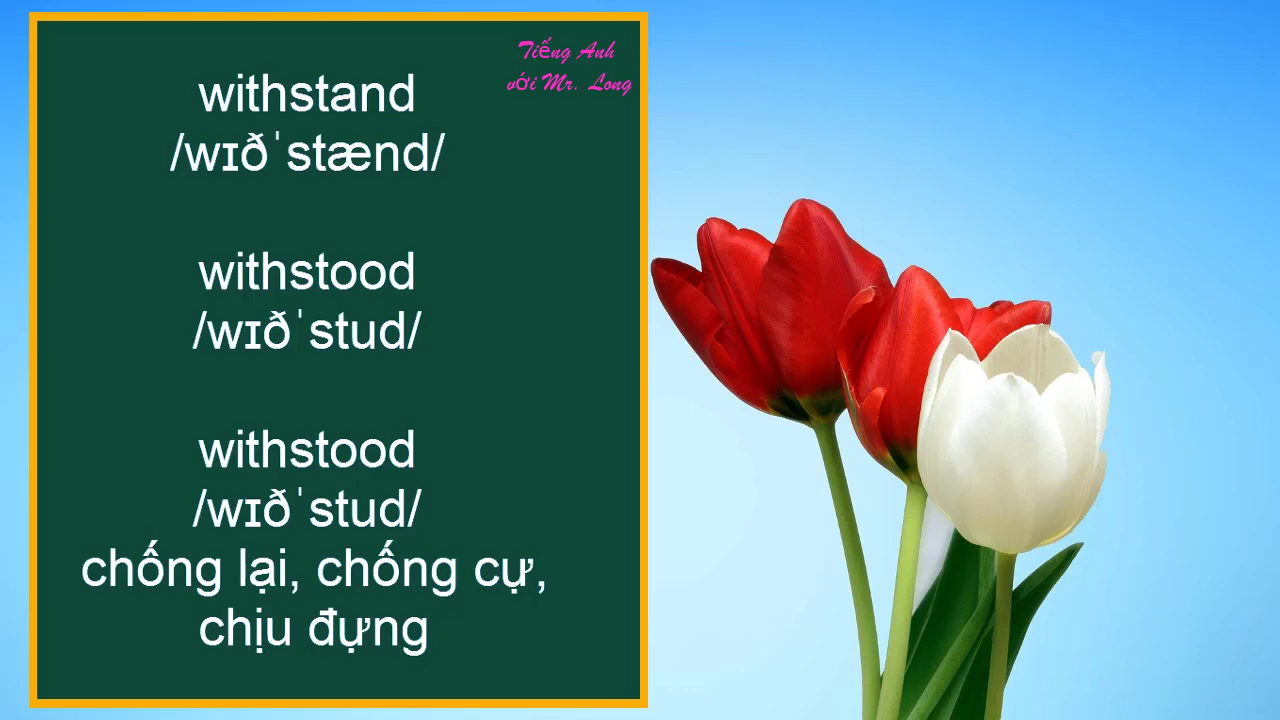 Tiếng Anh
với Mr. Long
withstand
/wɪðˈstænd/
withstood
/wɪðˈstud/
withstood
/wɪðˈstud/
chống lại, chống cự,
chịu đựng